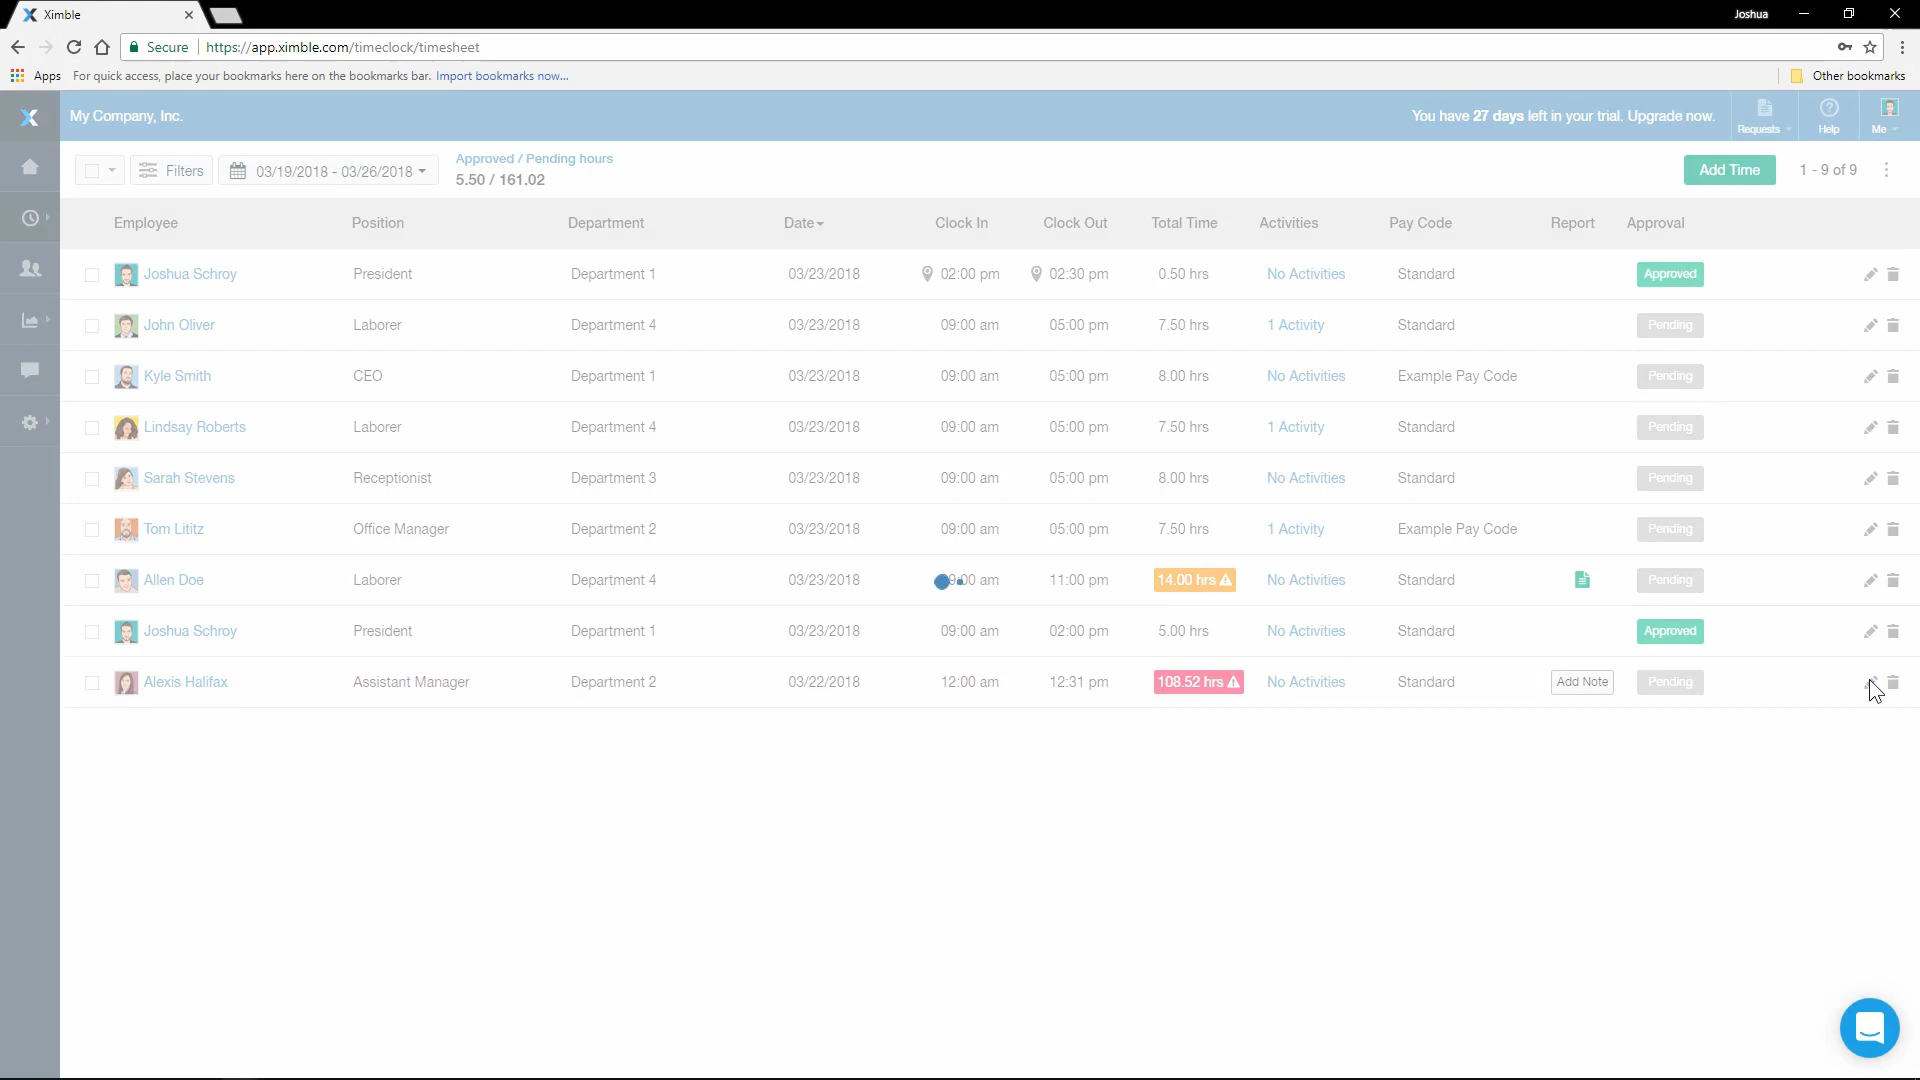 Ximble
Joshua
Secure https://app.ximble.com/timeclock/timesheet
Apps For quick access, place your bookmarks here on the bookmarks bar. Import bookmarks now... Other bookmarks
My Company, Inc. You have 27 days left in your trial. Upgrade now. Requests Help Me
Filters 03/19/2018 - 03/26/2018 Approved / Pending hours
5.50 / 161.02 Add Time 1 - 9 of 9
Employee Position Department Date Clock In Clock Out Total Time Activities Pay Code Report Approval
Joshua Schroy President Department 1 03/23/2018 02:00 pm 02:30 pm 0.50 hrs No Activities Standard Approved
John Oliver Laborer Department 4 03/23/2018 09:00 am 05:00 pm 7.50 hrs 1 Activity Standard Pending
Kyle Smith CEO Department 1 03/23/2018 09:00 am 05:00 pm 8.00 hrs No Activities Example Pay Code Pending
Lindsay Roberts Laborer Department 4 03/23/2018 09:00 am 05:00 pm 7.50 hrs 1 Activity Standard Pending
Sarah Stevens Receptionist Department 3 03/23/2018 09:00 am 05:00 pm 8.00 hrs No Activities Standard Pending
Tom Lititz Office Manager Department 2 03/23/2018 09:00 am 05:00 pm 7.50 hrs 1 Activity Example Pay Code Pending
Allen Doe Laborer Department 4 03/23/2018 09:00 am 11:00 pm 14.00 hrs No Activities Standard Pending
Joshua Schroy President Department 1 03/23/2018 09:00 am 02:00 pm 5.00 hrs No Activities Standard Approved
Alexis Halifax Assistant Manager Department 2 03/22/2018 12:00 am 12:31 pm 108.52 hrs No Activities Standard Add Note Pending